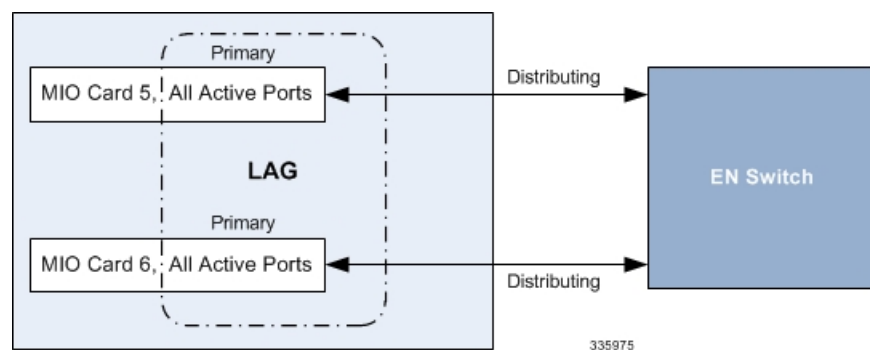 Primary
MIO Card 5, All Active Ports
Distributing
LAG
EN Switch
Primary
MIO Card 6, All Active Ports
Distributing
335975